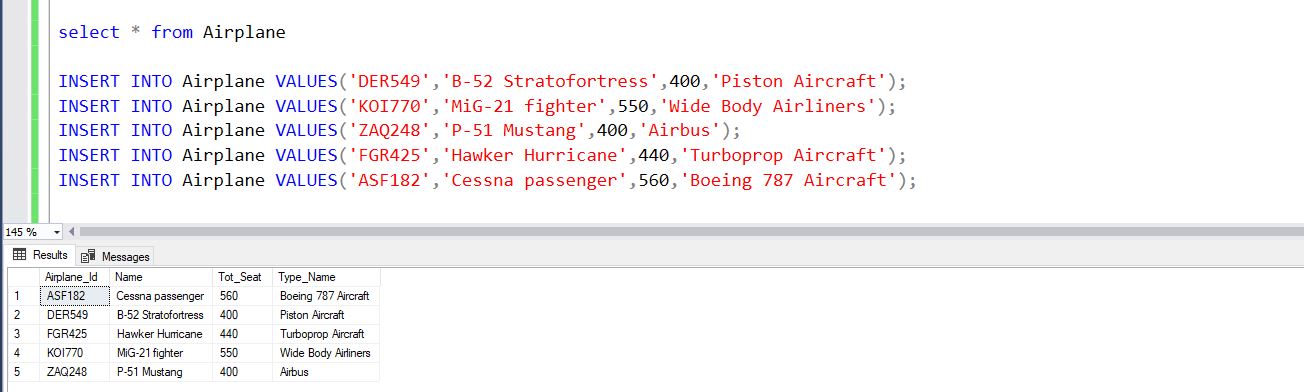 select * from Airplane
INSERT INTO Airplane VALUES('DER549','B-52 Stratofortress',400,'Piston Aircraft');
INSERT INTO Airplane VALUES('KOI770','MiG-21 fighter',550,'Wide Body Airliners');
INSERT INTO Airplane VALUES('ZAQ248','P-51 Mustang',400,'Airbus');
INSERT INTO Airplane VALUES('FGR425','Hawker Hurricane',440,'Turboprop Aircraft');
INSERT INTO Airplane VALUES('ASF182','Cessna passenger',560,'Boeing 787 Aircraft');
145 %
Results Messages
Airplane_Id Name Tot_Seat Type_Name
1 ASF182 Cessna passenger 560 Boeing 787 Aircraft
2 DER549 B-52 Stratofortress 400 Piston Aircraft
3 FGR425 Hawker Hurricane 440 Turboprop Aircraft
4 KOI770 MiG-21 fighter 550 Wide Body Airliners
5 ZAQ248 P-51 Mustang 400 Airbus